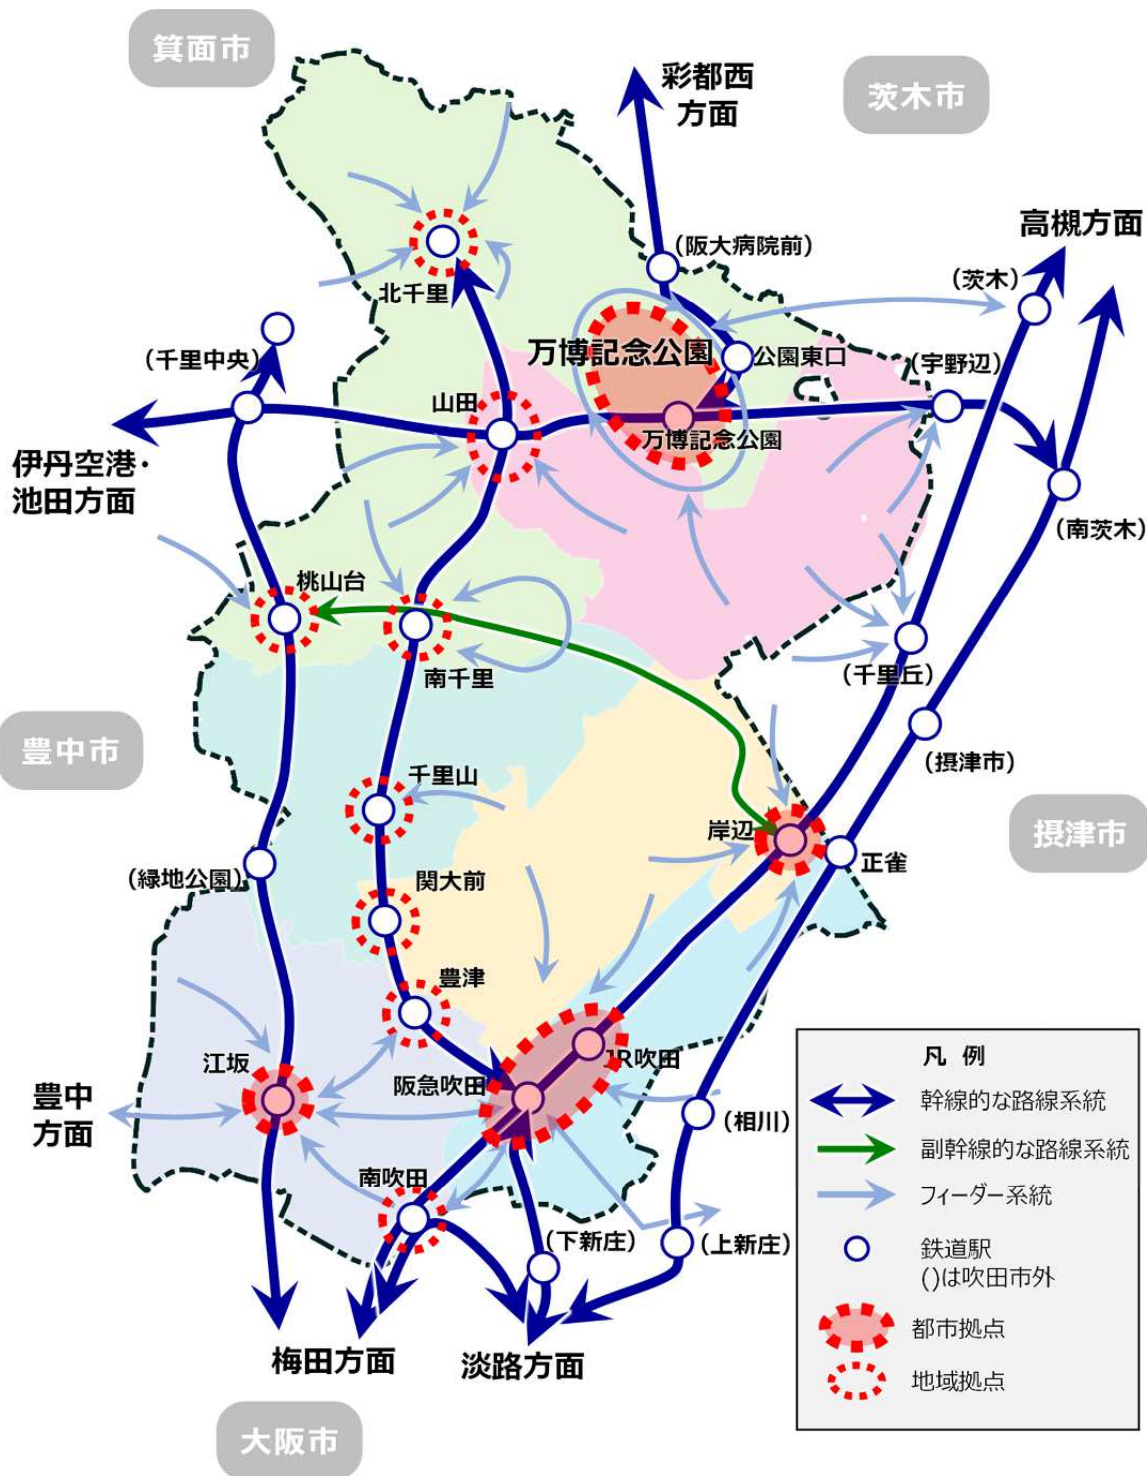 箕面市
彩都西
方面
茨木市
高槻方面
(阪大病院前)
(茨木)
北千里
万博記念公園
公園東口
(千里中央)
(宇野辺)
山田
万博記念公園
伊丹空港・
池田方面
(南茨木)
桃山台
南千里
(千里丘)
豊中市
(摂津市)
千里山
岸辺
摂津市
正雀
(緑地公園)
関大前
豊津
江坂
JR吹田
阪急吹田
豊中
方面
(相川)
南吹田
(下新庄)
(上新庄)
梅田方面
淡路方面
大阪市
凡 例
幹線的な路線系統
副幹線的な路線系統
フィーダー系統
鉄道駅
()は吹田市外
都市拠点
地域拠点